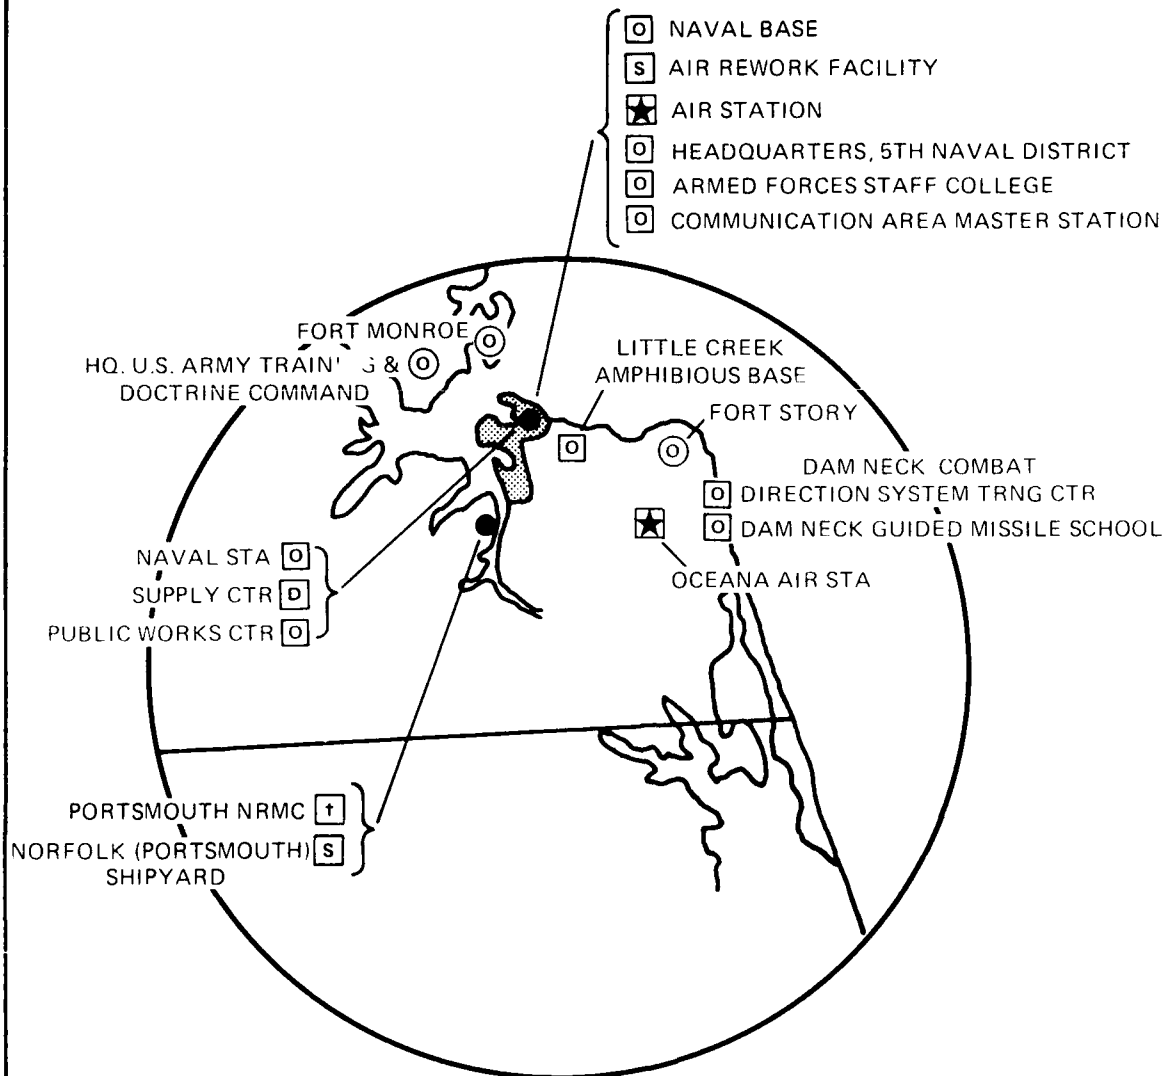 O NAVAL BASE
S AIR REWORK FACILITY
★ AIR STATION
O HEADQUARTERS, 5TH NAVAL DISTRICT
O ARMED FORCES STAFF COLLEGE
O COMMUNICATION AREA MASTER STATION
FORT MONROE O
HQ. U.S. ARMY & O
DOCTRINE COMMAND
LITTLE CREEK
AMPHIBIOUS BASE
O
FORT STORY
O
DAM NECK COMBAT
O DIRECTION SYSTEM TRNG CTR
O DAM NECK GUIDED MISSILE SCHOOL
★
OCEANA AIR STA
NAVAL STA O
SUPPLY CTR D
PUBLIC WORKS CTR O
PORTSMOUTH NRMC †
NORFOLK (PORTSMOUTH) S
SHIPYARD